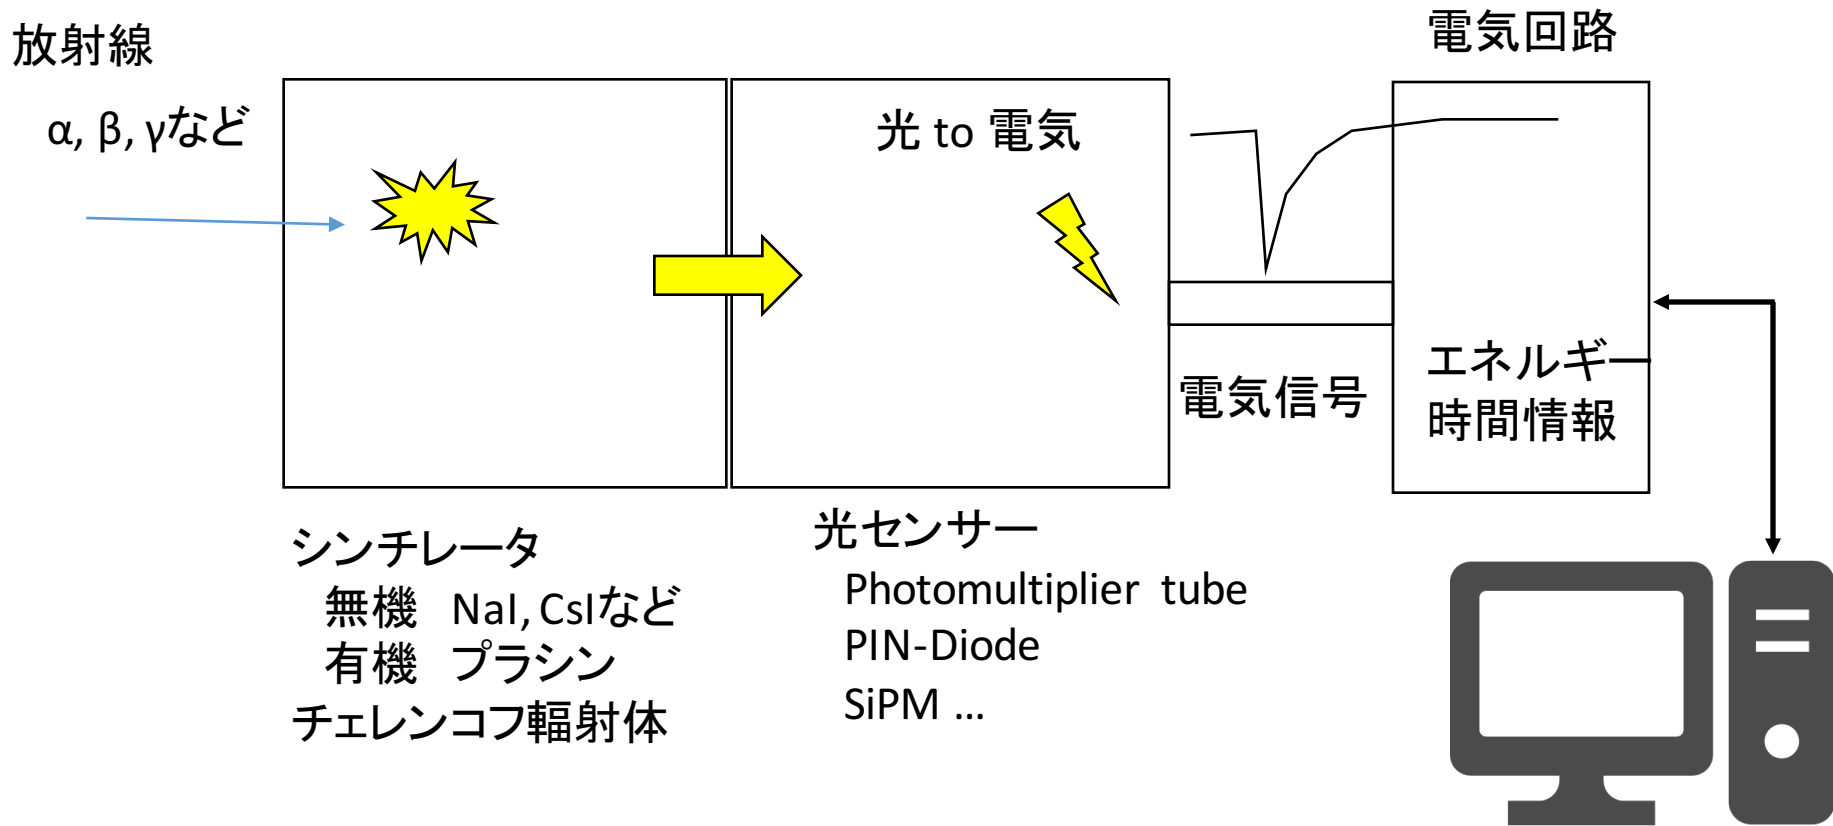 放射線
α, β, γなど
光 to 電気
電気回路
電気信号
エネルギー
時間情報
シンチレータ
無機 NaI, CsIなど
有機 プラシン
チェレンコフ輻射体
光センサー
Photomultiplier tube
PIN-Diode
SiPM ...